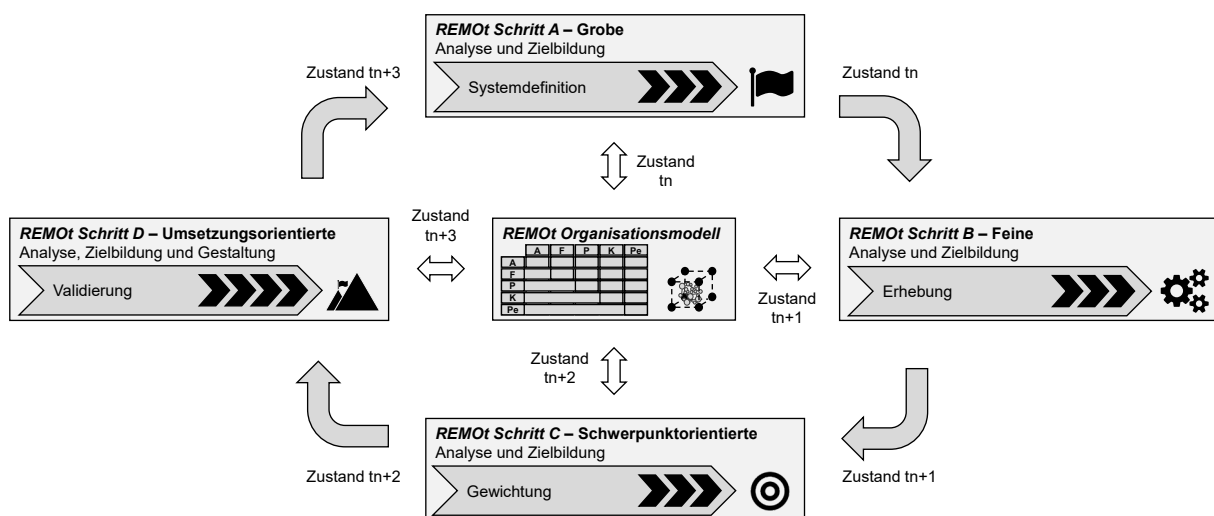 REMOt Schritt A – Grobe
Analyse und Zielbildung
Systemdefinition
Zustand tn+3
Zustand tn
Zustand
tn
REMOt Schritt D – Umsetzungsorientierte
Analyse, Zielbildung und Gestaltung
Validierung
Zustand
tn+3
REMOt Organisationsmodell
A F P K Pe
A
F
P
K
Pe
Zustand
tn+1
REMOt Schritt B – Feine
Analyse und Zielbildung
Erhebung
Zustand
tn+2
REMOt Schritt C – Schwerpunktorientierte
Analyse und Zielbildung
Gewichtung
Zustand tn+2
Zustand tn+1